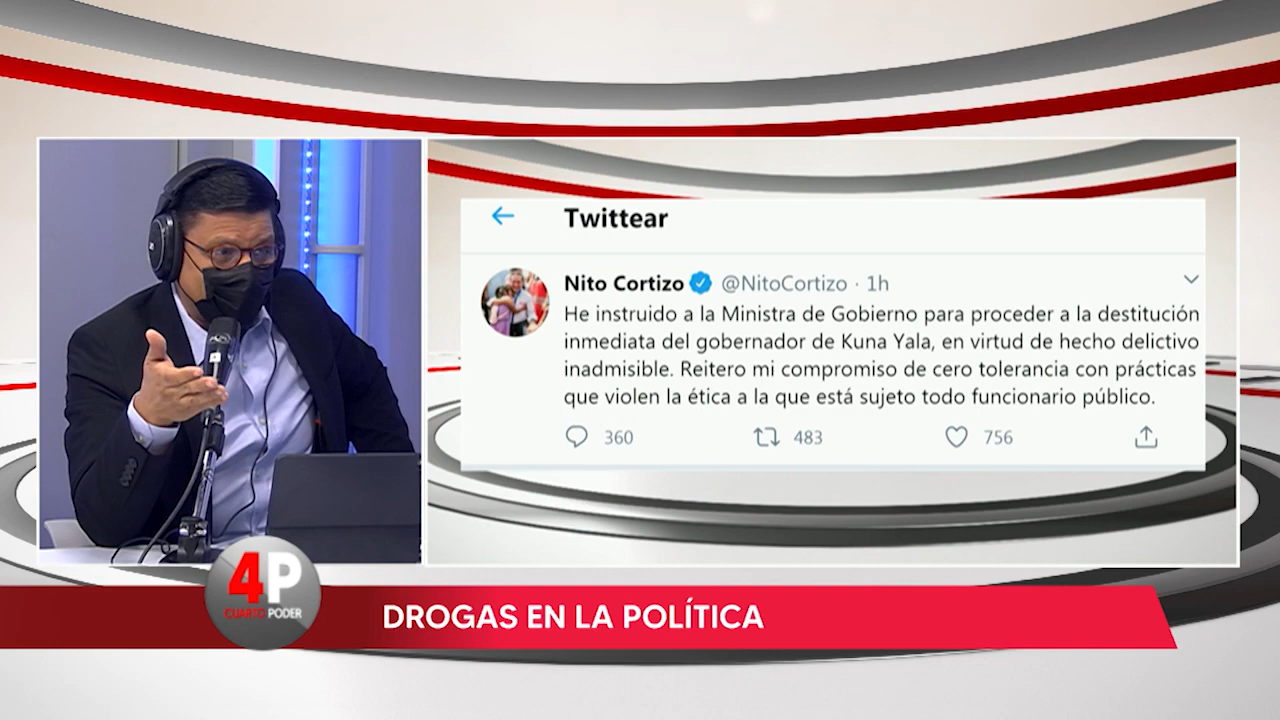 Twittear
Nito Cortizo @NitoCortizo · 1h
He instruido a la Ministra de Gobierno para proceder a la destitución
inmediata del gobernador de Kuna Yala, en virtud de hecho delictivo
inadmisible. Reitero mi compromiso de cero tolerancia con prácticas
que violen la ética a la que está sujeto todo funcionario público.
360 483 756
4P
CUARTO PODER
DROGAS EN LA POLÍTICA